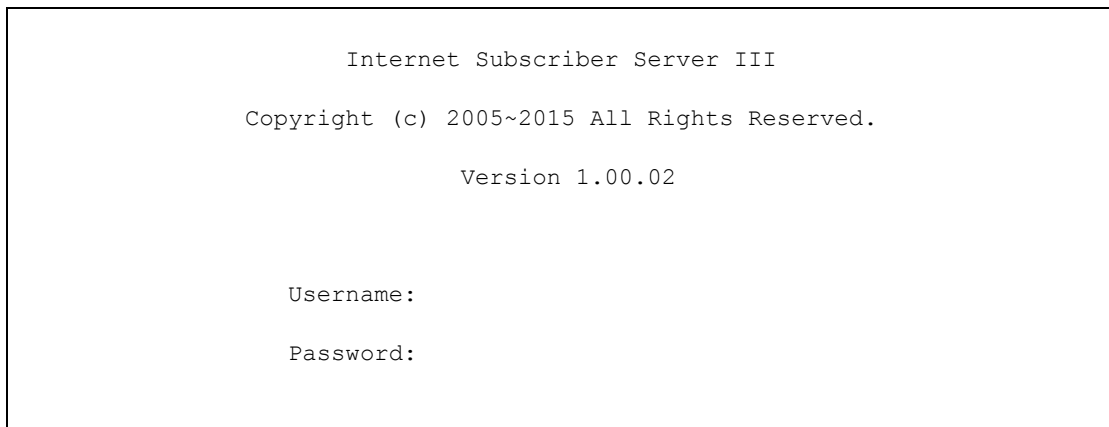 Internet Subscriber Server III
Copyright (c) 2005~2015 All Rights Reserved.
Version 1.00.02
Username:
Password: